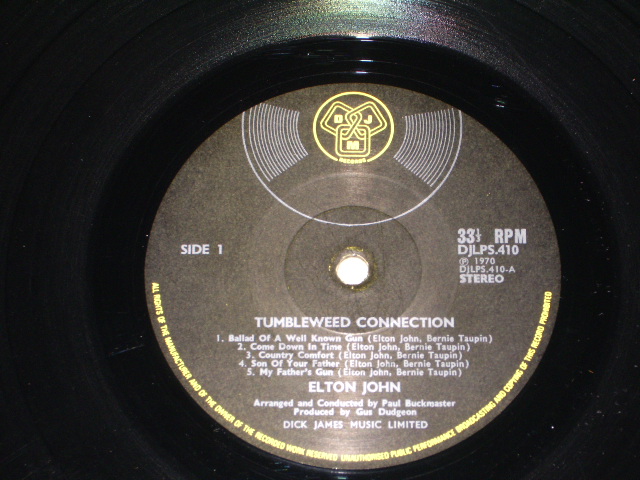 D J M
RECORDS
SIDE 1
33⅓ RPM
DJLPS.410
℗ 1970
DJLPS.410-A
STEREO
TUMBLEWEED CONNECTION
1. Ballad Of A Well Known Gun (Elton John, Bernie Taupin)
2. Come Down In Time (Elton John, Bernie Taupin)
3. Country Comfort (Elton John, Bernie Taupin)
4. Son Of Your Father (Elton John, Bernie Taupin)
5. My Father's Gun (Elton John, Bernie Taupin)
ELTON JOHN
Arranged and Conducted by Paul Buckmaster
Produced by Gus Dudgeon
DICK JAMES MUSIC LIMITED
ALL RIGHTS OF THE MANUFACTURER AND OF THE OWNER OF THE RECORDED WORK RESERVED UNAUTHORISED PUBLIC PERFORMANCE BROADCASTING AND COPYING OF THIS RECORD PROHIBITED